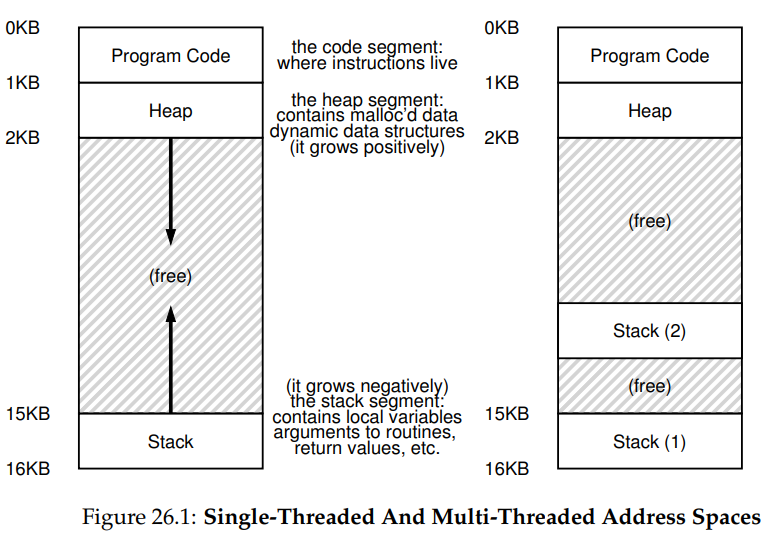 0KB
Program Code
the code segment:
where instructions live
1KB
Heap
the heap segment:
contains malloc'd data
dynamic data structures
(it grows positively)
2KB
(free)
(it grows negatively)
the stack segment:
contains local variables
arguments to routines,
return values, etc.
15KB
Stack
16KB
0KB
Program Code
1KB
Heap
2KB
(free)
Stack (2)
(free)
15KB
Stack (1)
16KB
Figure 26.1: Single-Threaded And Multi-Threaded Address Spaces